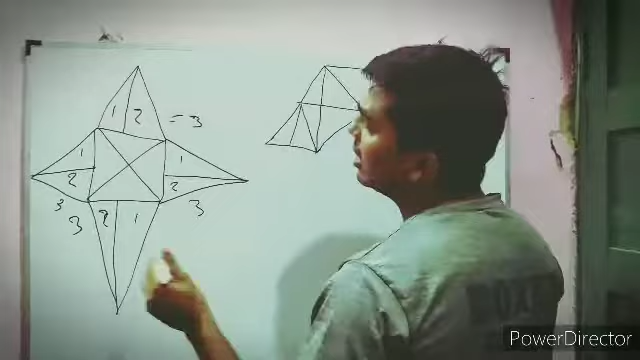 1 2 = 3
1 1
2 2
3 3 2 1 3
PowerDirector